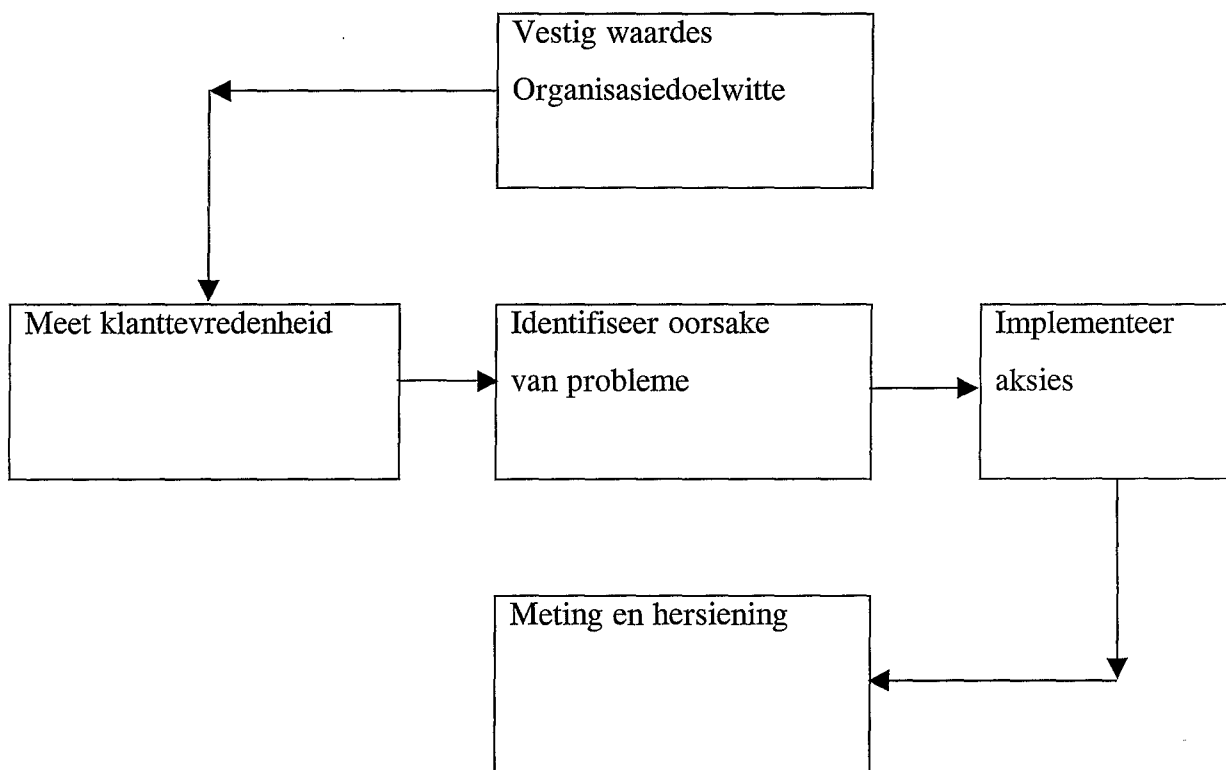 Vestig waardes
Organisasiedoelwitte
Meet klanttevredenheid
Identifiseer oorsake
van probleme
Implementeer
aksies
Meting en hersiening